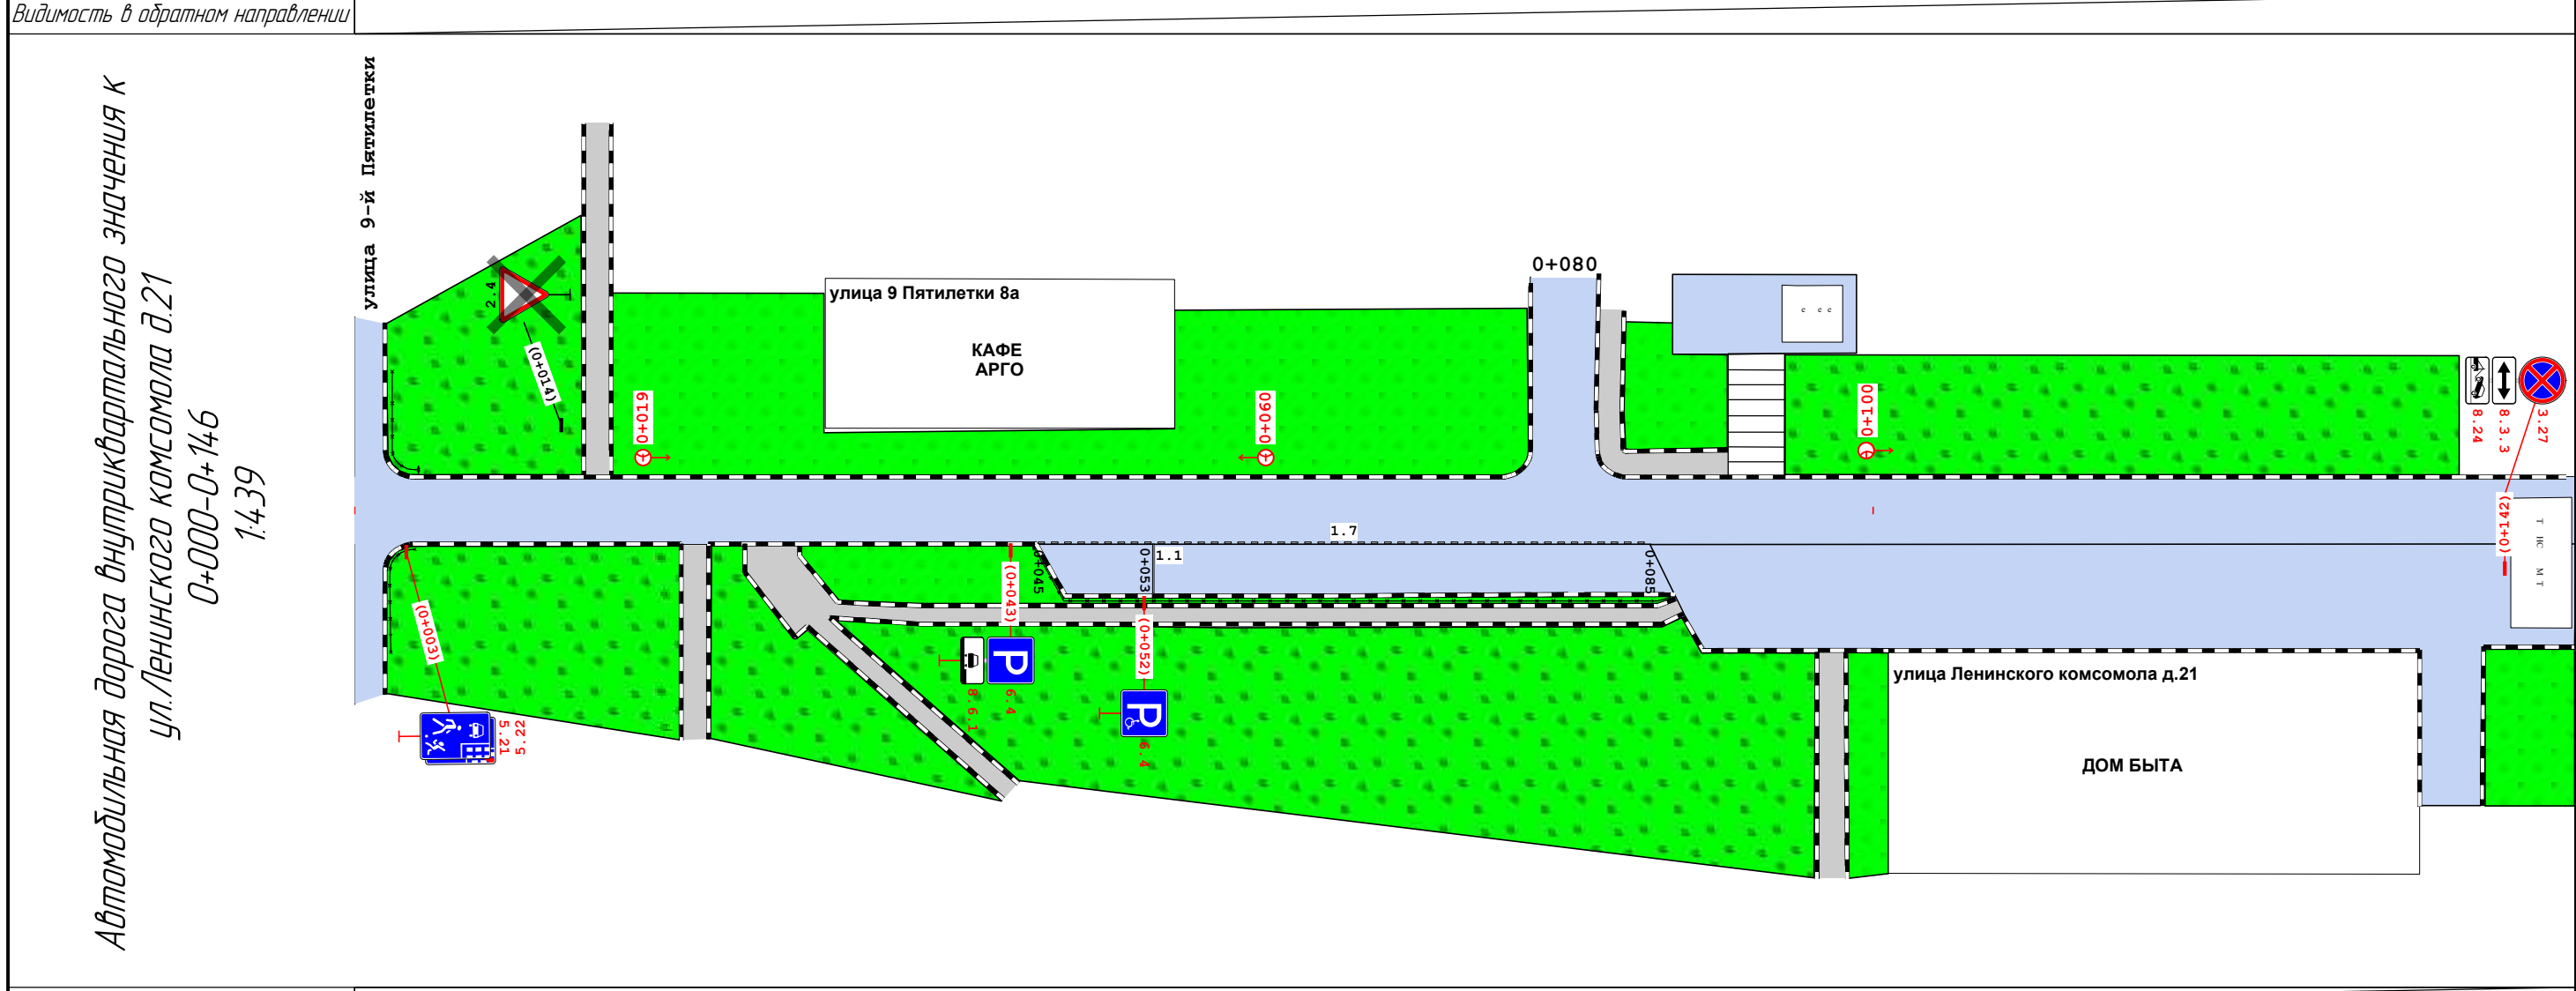 Видимость в обратном направлении
Автомобильная дорога внутриквартального значения к
ул.Ленинского комсомола д.21
0+000-0+146
1:439
улица 9-й Пятилетки
2.4
(0+014)
0+019
улица 9 Пятилетки 8а
КАФЕ
АРГО
0+060
0+080
0+100
8.24
8.3.3
3.27
(0+142)
1.7
1.1
0+045
0+053
0+085
(0+003)
5.21
5.22
(0+043)
8.6.1
6.4
P
(0+052)
P
6.4
улица Ленинского комсомола д.21
ДОМ БЫТА